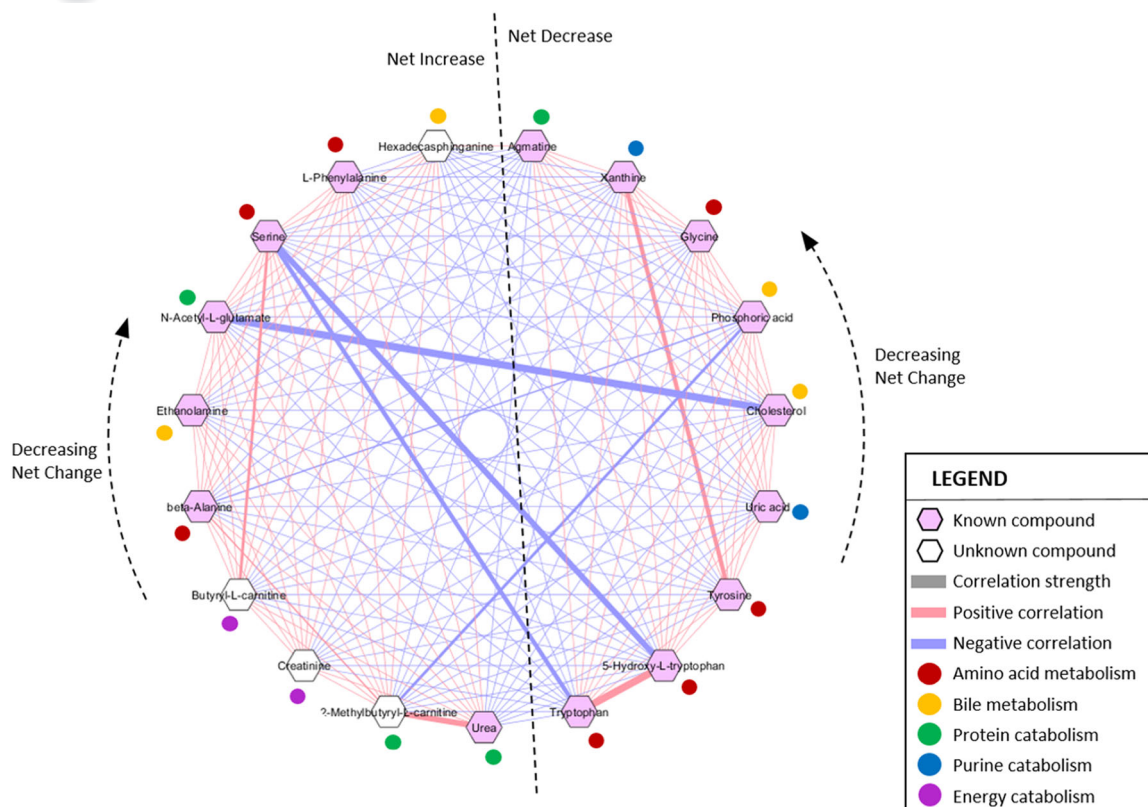 Net Decrease
Net Increase
Hexadecasphinganine
Agmatine
L-Phenylalanine
Xanthine
Serine
Glycine
N-Acetyl-L-glutamate
Phosphoric acid
Decreasing
Net Change
Ethanolamine
Cholesterol
Decreasing
Net Change
beta-Alanine
Uric acid
Butyryl-L-carnitine
Tyrosine
Creatinine
5-Hydroxy-L-tryptophan
?-Methylbutyryl-L-carnitine
Tryptophan
Urea
LEGEND
Known compound
Unknown compound
Correlation strength
Positive correlation
Negative correlation
Amino acid metabolism
Bile metabolism
Protein catabolism
Purine catabolism
Energy catabolism